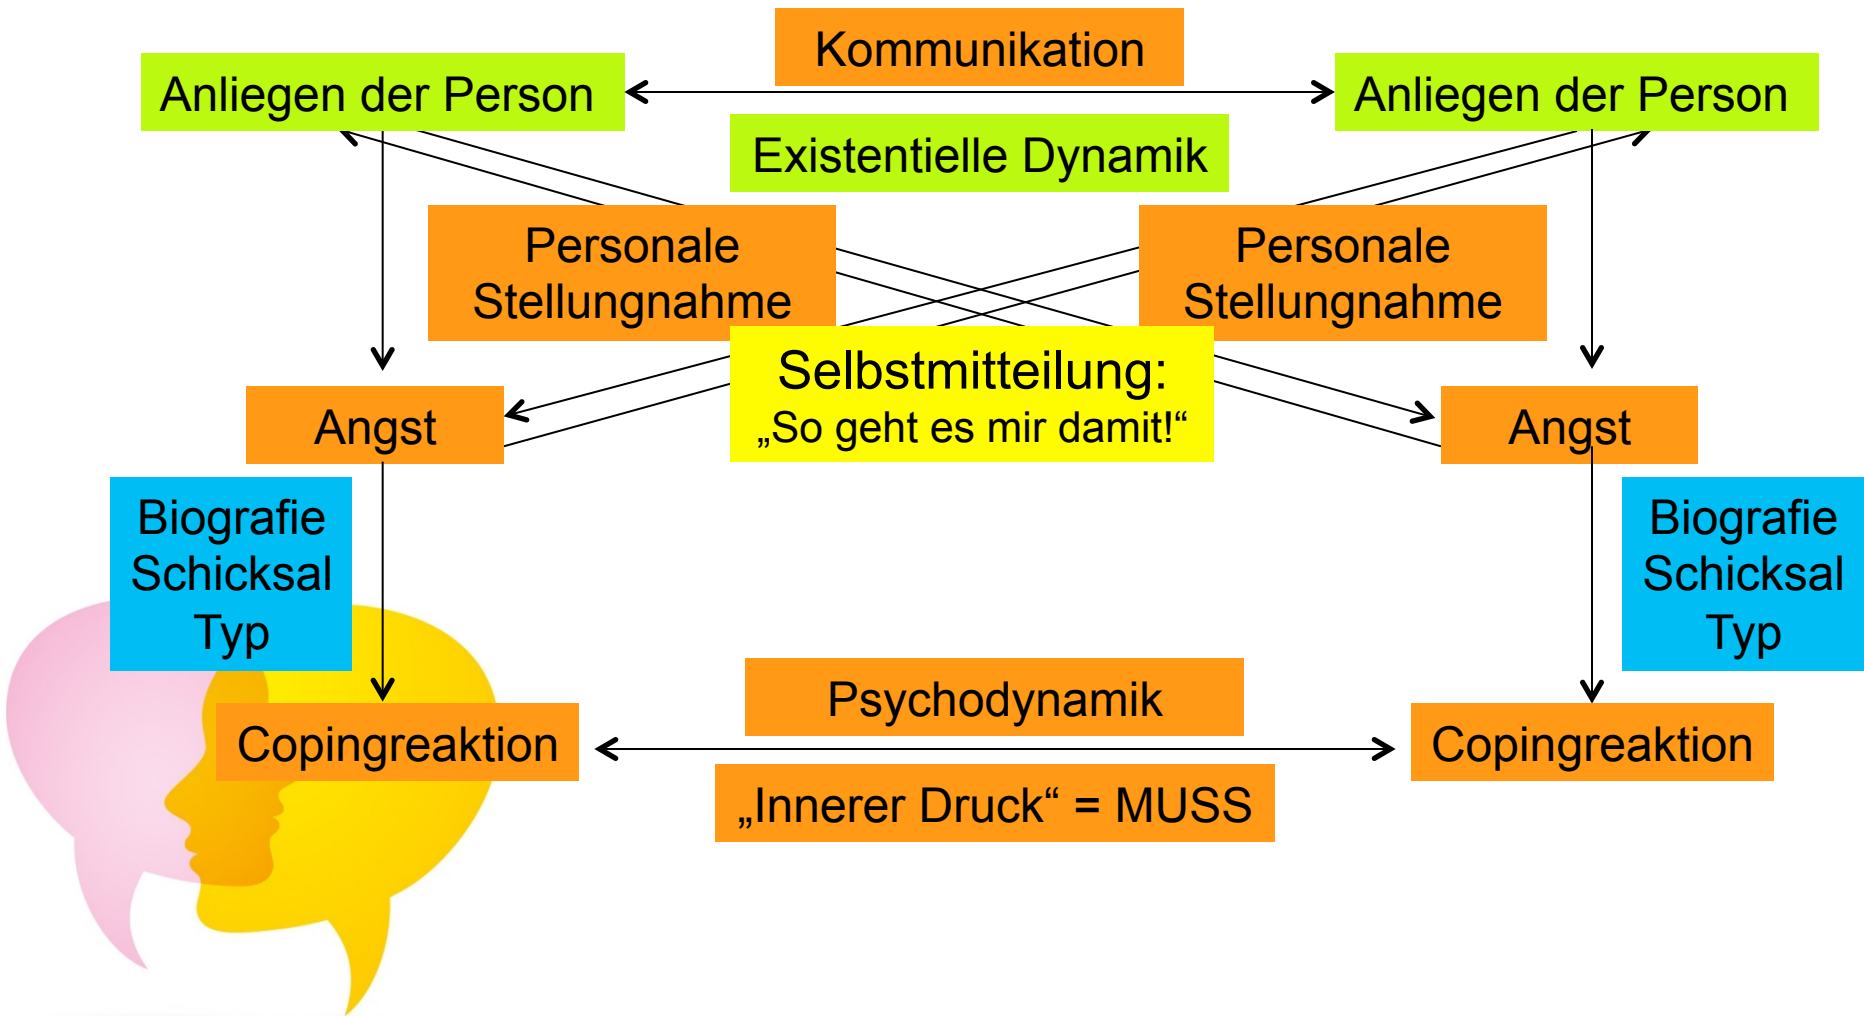 Kommunikation
Anliegen der Person
Anliegen der Person
Existentielle Dynamik
Personale
Stellungnahme
Personale
Stellungnahme
Selbstmitteilung:
„So geht es mir damit!“
Angst
Angst
Biografie
Schicksal
Typ
Biografie
Schicksal
Typ
Psychodynamik
Copingreaktion
Copingreaktion
„Innerer Druck“ = MUSS